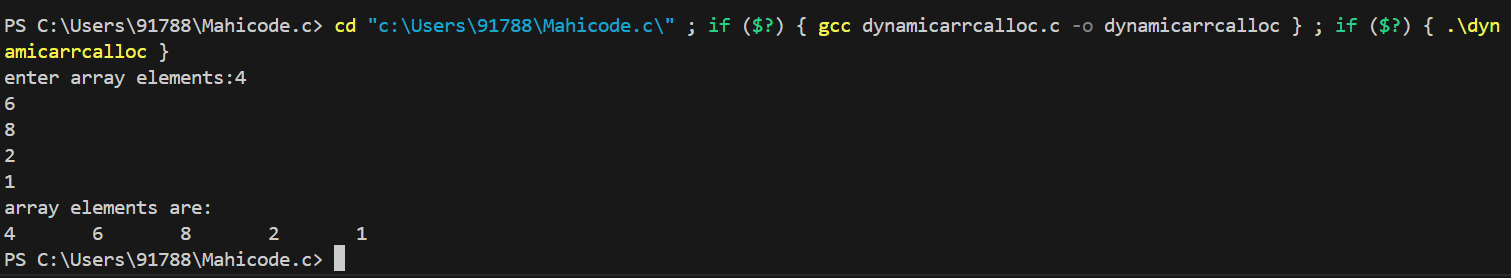 PS C:\Users\91788\Mahicode.c> cd "c:\Users\91788\Mahicode.c\" ; if ($?) { gcc dynamicarrcalloc.c -o dynamicarrcalloc } ; if ($?) { .\dyn
amicarrcalloc }
enter array elements:4
6
8
2
1
array elements are:
4       6       8       2       1
PS C:\Users\91788\Mahicode.c>